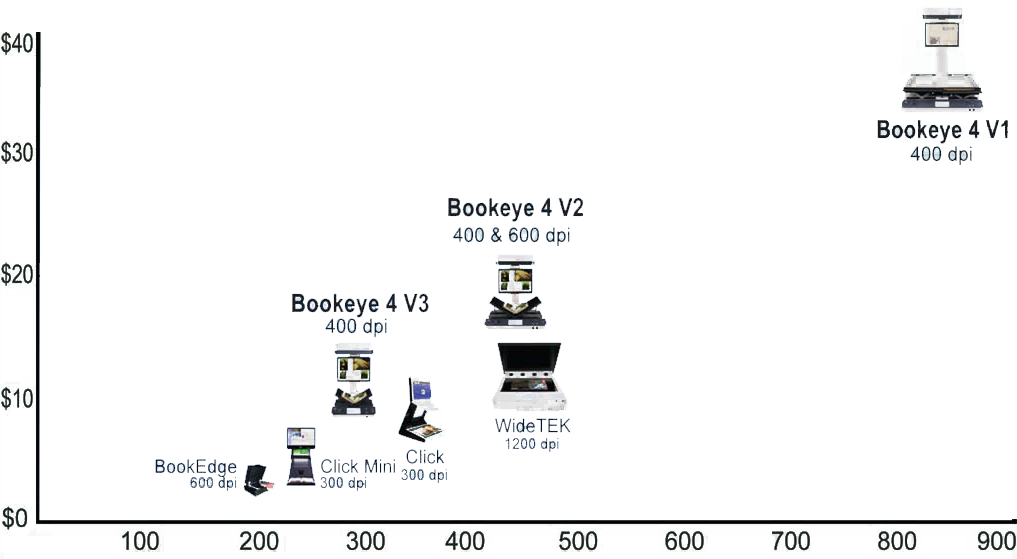 $40
Bookeye 4 V1
400 dpi
$30
Bookeye 4 V2
400 & 600 dpi
$20
Bookeye 4 V3
400 dpi
$10
WideTEK
1200 dpi
Click
300 dpi
BookEdge
600 dpi
Click Mini
300 dpi
$0
100 200 300 400 500 600 700 800 900